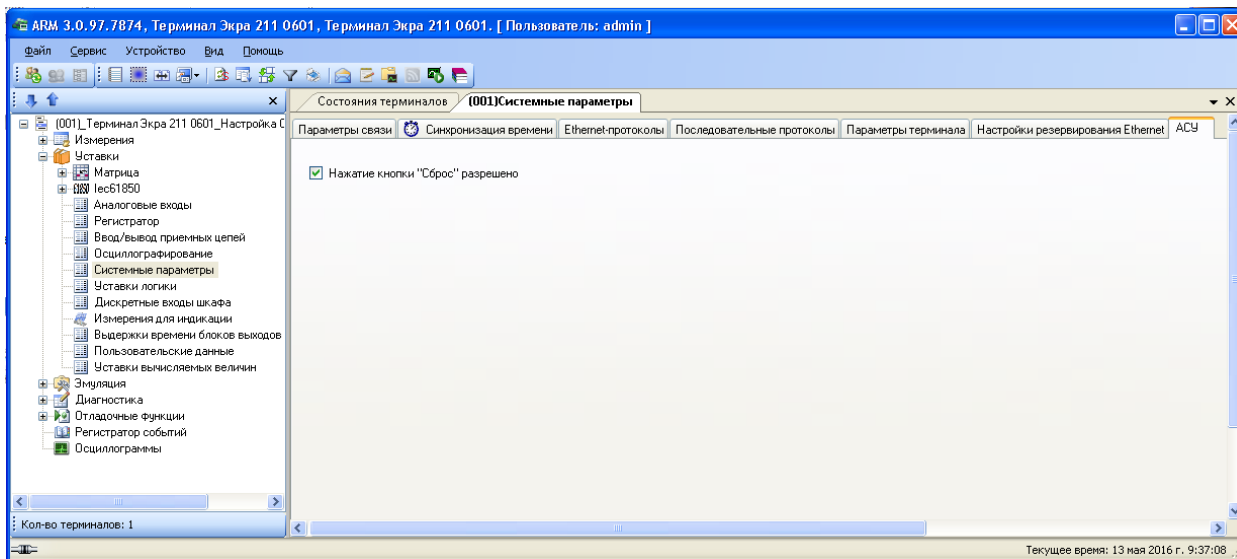 ARM 3.0.97.7874, Терминал Экра 211 0601, Терминал Экра 211 0601. [ Пользователь: admin ]
Файл Сервис Устройство Вид Помощь
Состояния терминалов (001)Системные параметры
(001)_Терминал Экра 211 0601_Настройка
Параметры связи Синхронизация времени Ethernet-протоколы Последовательные протоколы Параметры терминала Настройки резервирования Ethernet АСУ
Измерения
Уставки
Матрица
Iec61850
Аналоговые входы
Регистратор
Ввод/вывод приемных цепей
Осциллографирование
Системные параметры
Уставки логики
Дискретные входы шкафа
Измерения для индикации
Выдержки времени блоков выходов
Пользовательские данные
Уставки вычисляемых величин
Эмуляция
Диагностика
Отладочные функции
Регистратор событий
Осциллограммы
Нажатие кнопки "Сброс" разрешено
Кол-во терминалов: 1
Текущее время: 13 мая 2016 г. 9:37:08